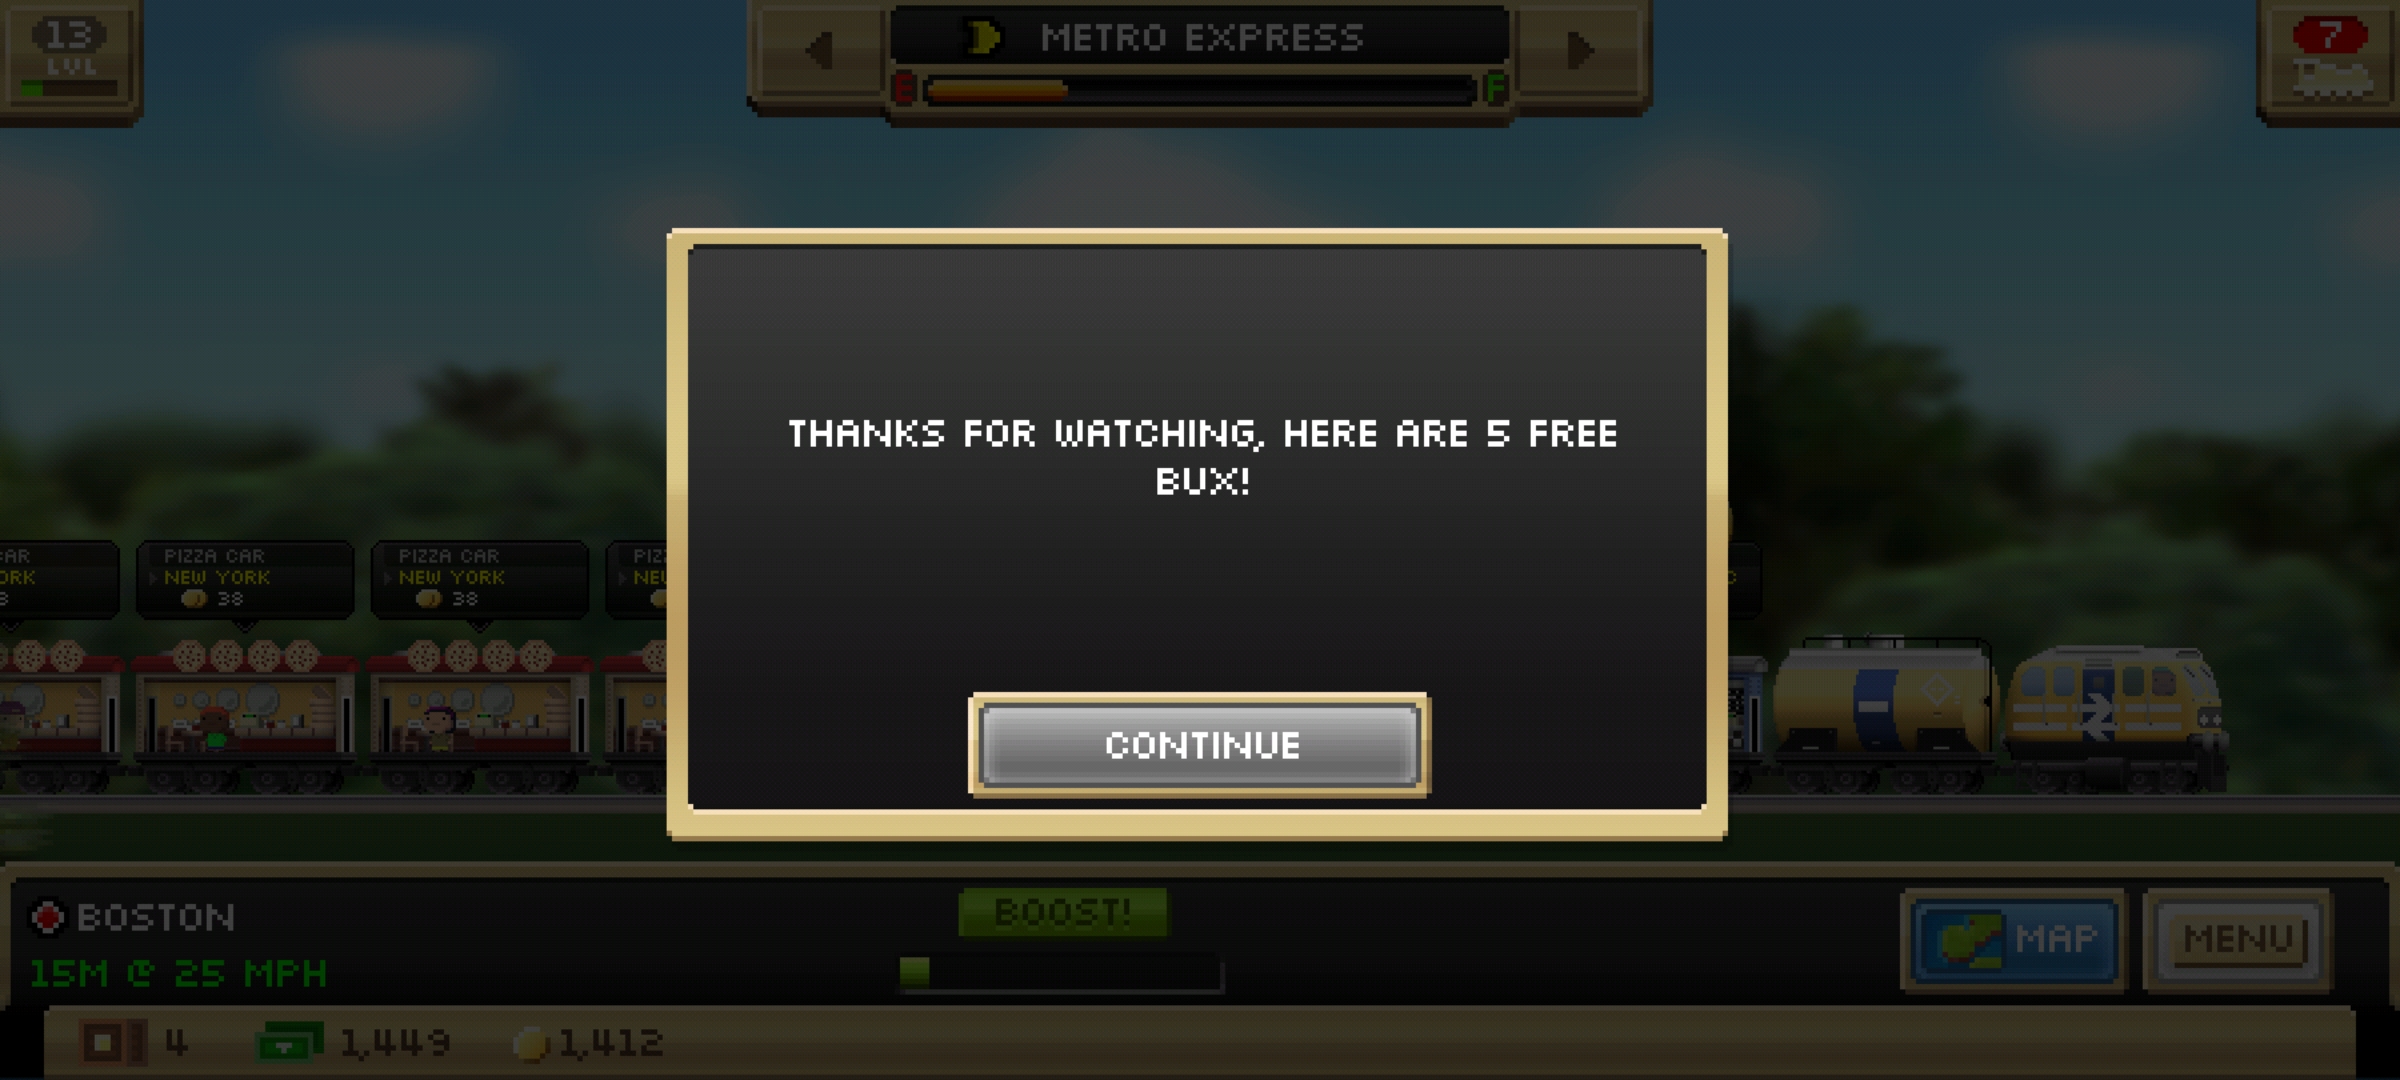 13
LVL
METRO EXPRESS
E
F
7
THANKS FOR WATCHING, HERE ARE 5 FREE
BUX!
CONTINUE
PIZZA CAR
NEW YORK
38
PIZZA CAR
NEW YORK
38
BOSTON
15M @ 25 MPH
BOOST!
MAP
MENU
4
1,449
1,412